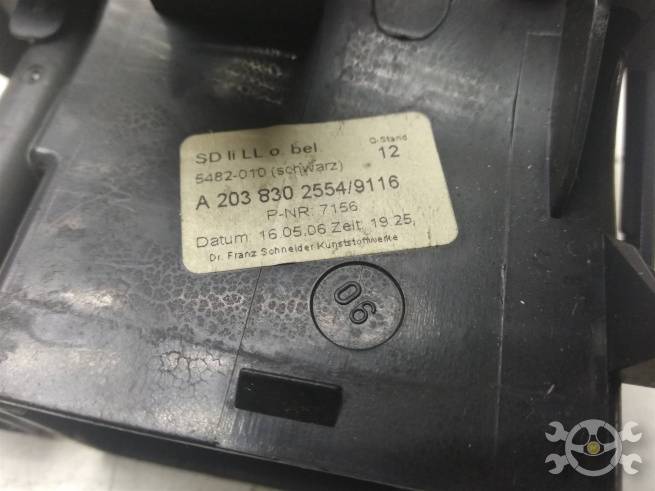 SD li LL o. bel.
Q-Stand
12
5482-010 (schwarz)
A 203 830 2554/9116
P-NR: 7156
Datum: 16.05.06 Zeit: 19.25,
Dr. Franz Schneider Kunststoffwerke
06